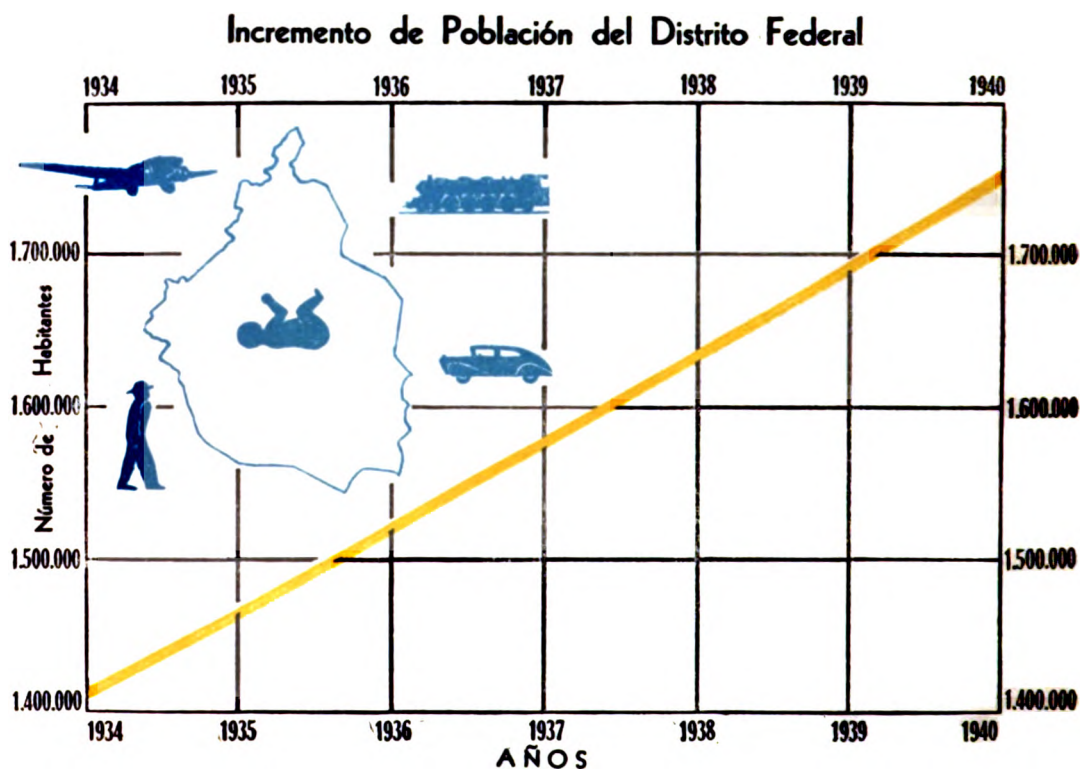 Incremento de Población del Distrito Federal
1934 1935 1936 1937 1938 1939 1940
1.700.000 1.700.000
Número de Habitantes
1.600.000 1.600.000
1.500.000 1.500.000
1.400.000 1.400.000
1934 1935 1936 1937 1938 1939 1940
AÑOS